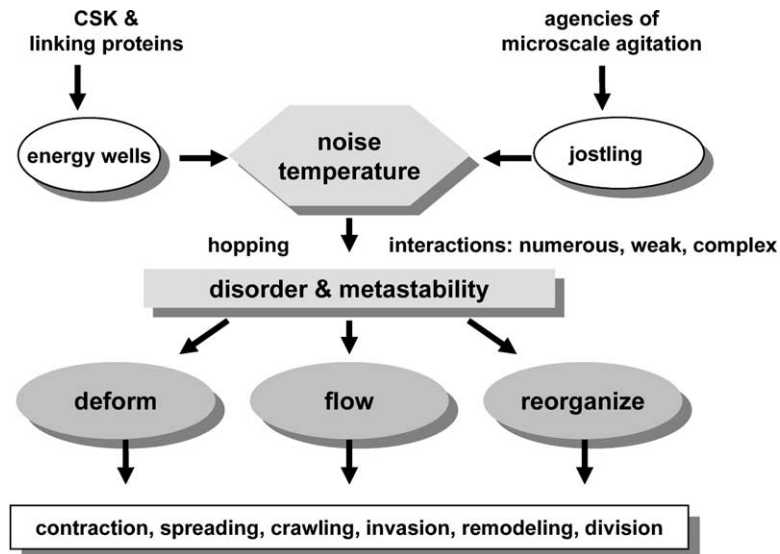 CSK &
linking proteins
agencies of
microscale agitation
energy wells
noise
temperature
jostling
hopping
interactions: numerous, weak, complex
disorder & metastability
deform
flow
reorganize
contraction, spreading, crawling, invasion, remodeling, division